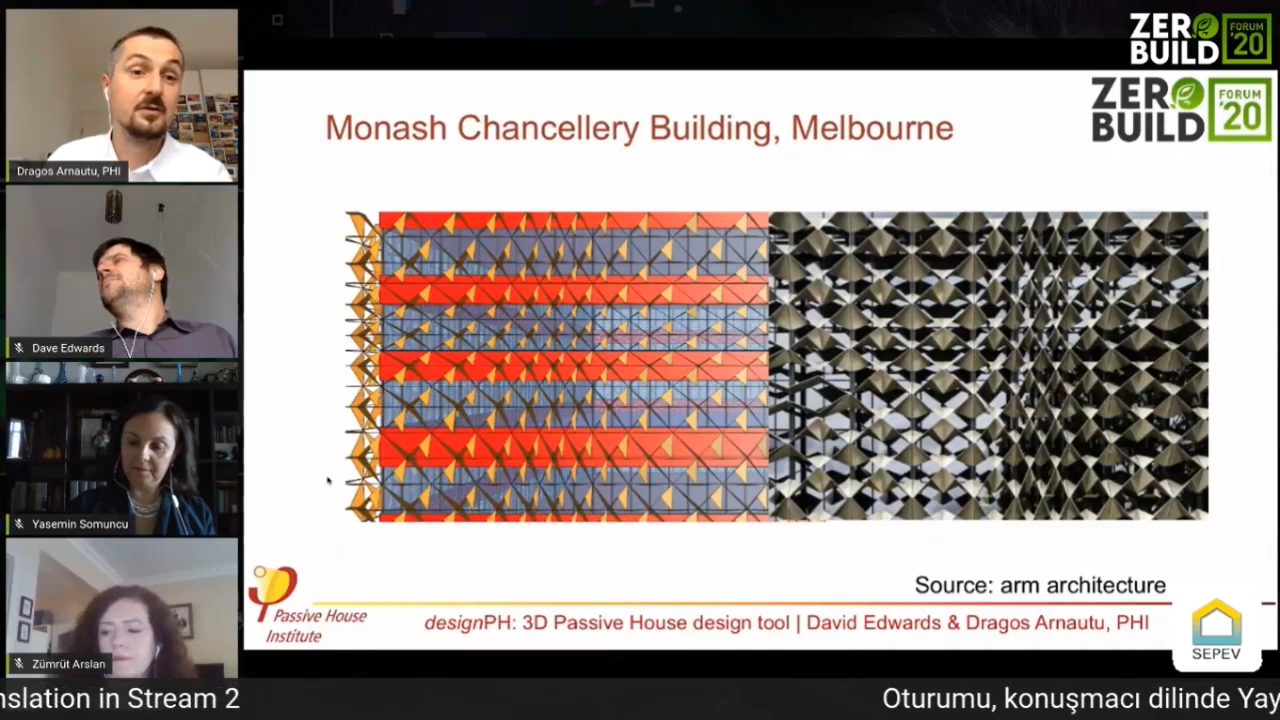 ZERO
BUILD
FORUM
'20
ZERO
BUILD
FORUM
'20
Monash Chancellery Building, Melbourne
Dragos Arnautu, PHI
Dave Edwards
Yasemin Somuncu
Zümrüt Arslan
Source: arm architecture
Passive House
Institute
designPH: 3D Passive House design tool | David Edwards & Dragos Arnautu, PHI
SEPEV
nslation in Stream 2
Oturumu, konuşmacı dilinde Yay